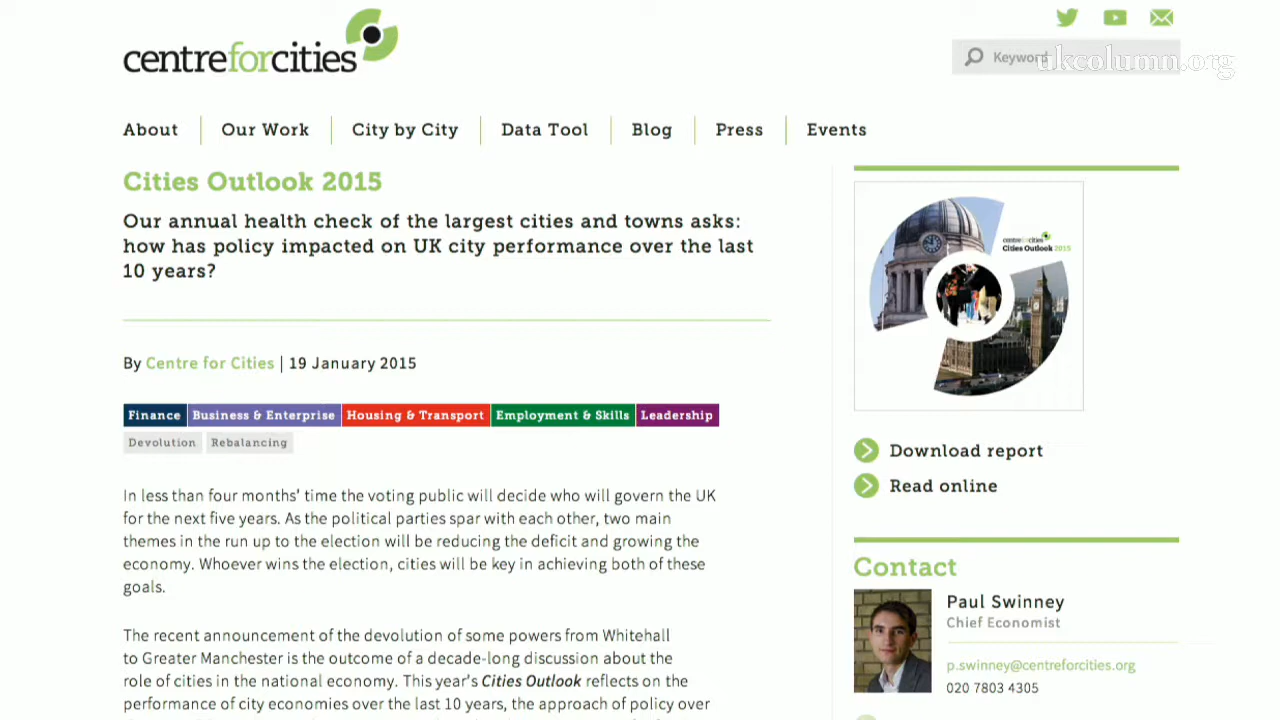 centreforcities
Keyword
ukcolumn.org
About
Our Work
City by City
Data Tool
Blog
Press
Events
Cities Outlook 2015
Our annual health check of the largest cities and towns asks:
how has policy impacted on UK city performance over the last
10 years?
By Centre for Cities | 19 January 2015
Finance
Business & Enterprise
Housing & Transport
Employment & Skills
Leadership
Devolution
Rebalancing
In less than four months' time the voting public will decide who will govern the UK
for the next five years. As the political parties spar with each other, two main
themes in the run up to the election will be reducing the deficit and growing the
economy. Whoever wins the election, cities will be key in achieving both of these
goals.
The recent announcement of the devolution of some powers from Whitehall
to Greater Manchester is the outcome of a decade-long discussion about the
role of cities in the national economy. This year's Cities Outlook reflects on the
performance of city economies over the last 10 years, the approach of policy over
centreforcities
Cities Outlook 2015
Download report
Read online
Contact
Paul Swinney
Chief Economist
p.swinney@centreforcities.org
020 7803 4305